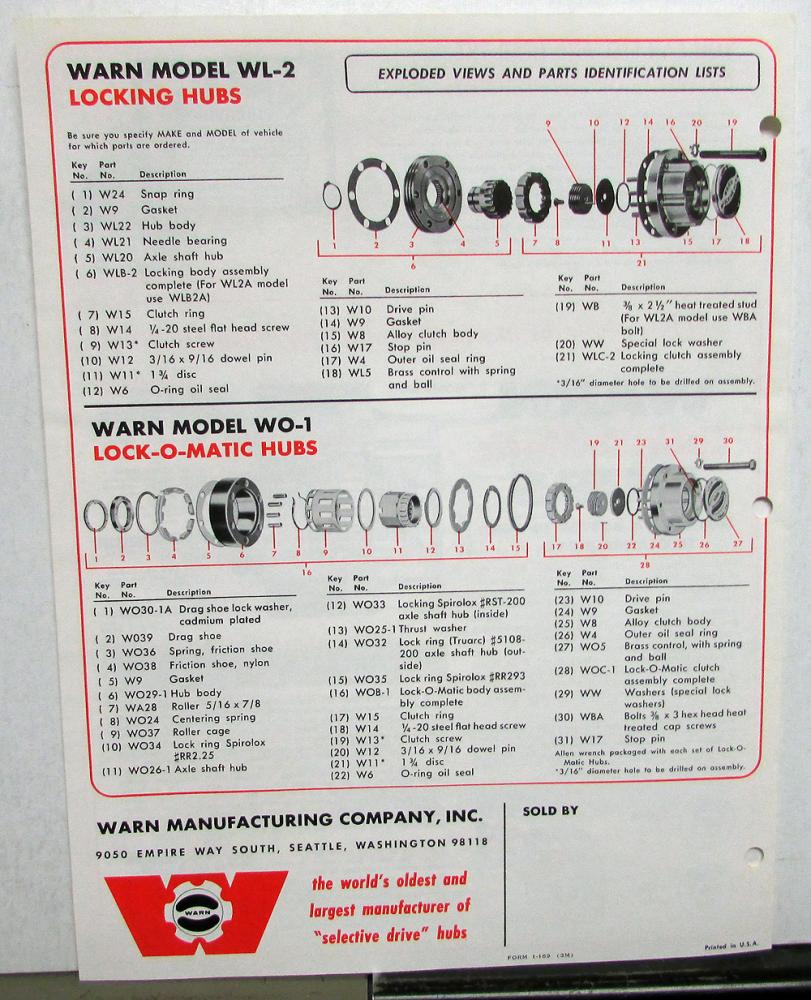 WARN MODEL WL-2
LOCKING HUBS
EXPLODED VIEWS AND PARTS IDENTIFICATION LISTS
Be sure you specify MAKE and MODEL of vehicle
for which parts are ordered.
Key Part
No. No. Description
( 1) W24 Snap ring
( 2) W9 Gasket
( 3) WL22 Hub body
( 4) WL21 Needle bearing
( 5) WL20 Axle shaft hub
( 6) WLB-2 Locking body assembly
complete (For WL2A model
use WLB2A)
( 7) W15 Clutch ring
( 8) W14 ¼-20 steel flat head screw
( 9) W13* Clutch screw
(10) W12 3/16 x 9/16 dowel pin
(11) W11* 1¾ disc
(12) W6 O-ring oil seal
9 10 12 14 16 20 19
1 2 3 4 5 7 8 11 13 15 17 18
6 21
Key Part
No. No. Description
(13) W10 Drive pin
(14) W9 Gasket
(15) W8 Alloy clutch body
(16) W17 Stop pin
(17) W4 Outer oil seal ring
(18) WL5 Brass control with spring
and ball
Key Part
No. No. Description
(19) WB ⅜ x 2½" heat treated stud
(For WL2A model use WBA
bolt)
(20) WW Special lock washer
(21) WLC-2 Locking clutch assembly
complete
*3/16" diameter hole to be drilled on assembly.
WARN MODEL WO-1
LOCK-O-MATIC HUBS
19 21 23 31 29 30
1 2 3 4 5 6 7 8 9 10 11 12 13 14 15 17 18 20 22 24 25 26 27
16 28
Key Part
No. No. Description
( 1) WO30-1A Drag shoe lock washer,
cadmium plated
( 2) W039 Drag shoe
( 3) WO36 Spring, friction shoe
( 4) WO38 Friction shoe, nylon
( 5) W9 Gasket
( 6) WO29-1 Hub body
( 7) WA28 Roller 5/16 x 7/8
( 8) WO24 Centering spring
( 9) WO37 Roller cage
(10) WO34 Lock ring Spirolox
#RR2.25
(11) WO26-1 Axle shaft hub
Key Part
No. No. Description
(12) WO33 Locking Spirolox #RST-200
axle shaft hub (inside)
(13) WO25-1 Thrust washer
(14) WO32 Lock ring (Truarc) #5108-
200 axle shaft hub (out-
side)
(15) WO35 Lock ring Spirolox #RR293
(16) WOB-1 Lock-O-Matic body assem-
bly complete
(17) W15 Clutch ring
(18) W14 ¼-20 steel flat head screw
(19) W13* Clutch screw
(20) W12 3/16 x 9/16 dowel pin
(21) W11* 1¾ disc
(22) W6 O-ring oil seal
Key Part
No. No. Description
(23) W10 Drive pin
(24) W9 Gasket
(25) W8 Alloy clutch body
(26) W4 Outer oil seal ring
(27) WO5 Brass control, with spring
and ball
(28) WOC-1 Lock-O-Matic clutch
assembly complete
(29) WW Washers (special lock
washers)
(30) WBA Bolts ⅜ x 3 hex head heat
treated cap screws
(31) W17 Stop pin
Allen wrench packaged with each set of Lock-O-
Matic Hubs.
*3/16" diameter hole to be drilled on assembly.
WARN MANUFACTURING COMPANY, INC.
9050 EMPIRE WAY SOUTH, SEATTLE, WASHINGTON 98118
SOLD BY
WARN
the world's oldest and
largest manufacturer of
"selective drive" hubs
FORM 1-169 (3M)
Printed in U.S.A.